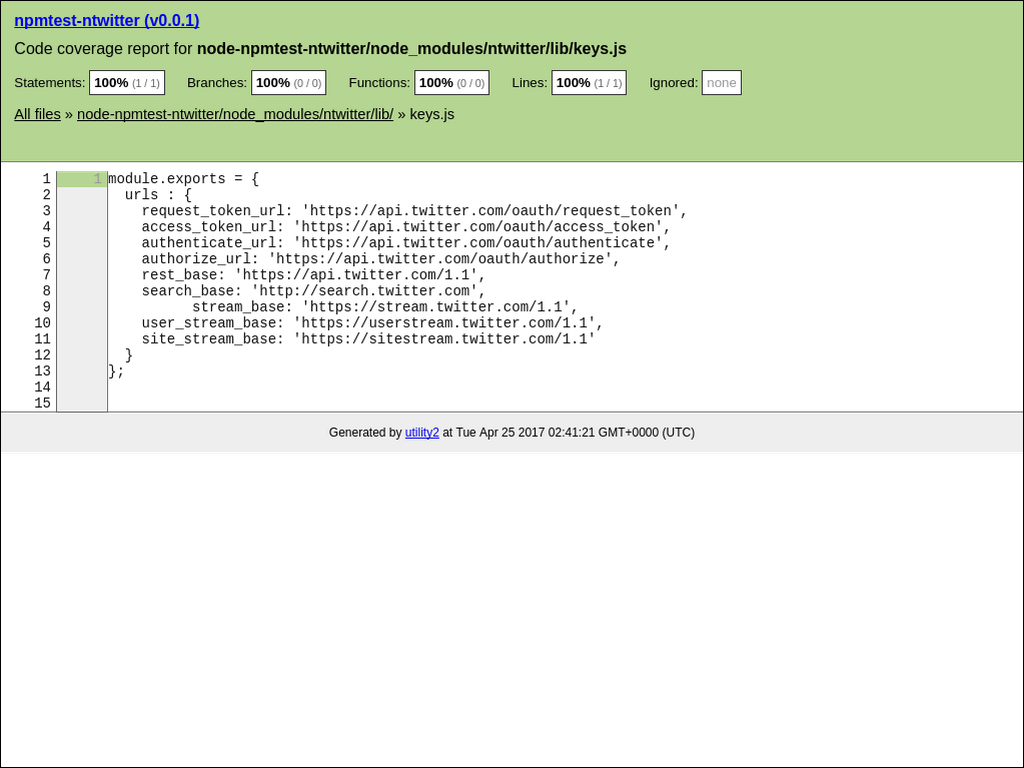 npmtest-ntwitter (v0.0.1)
Code coverage report for node-npmtest-ntwitter/node_modules/ntwitter/lib/keys.js
Statements: 100% (1 / 1) Branches: 100% (0 / 0) Functions: 100% (0 / 0) Lines: 100% (1 / 1) Ignored: none
All files » node-npmtest-ntwitter/node_modules/ntwitter/lib/ » keys.js
1 1 module.exports = {
2   urls : {
3     request_token_url: 'https://api.twitter.com/oauth/request_token',
4     access_token_url: 'https://api.twitter.com/oauth/access_token',
5     authenticate_url: 'https://api.twitter.com/oauth/authenticate',
6     authorize_url: 'https://api.twitter.com/oauth/authorize',
7     rest_base: 'https://api.twitter.com/1.1',
8     search_base: 'http://search.twitter.com',
9           stream_base: 'https://stream.twitter.com/1.1',
10     user_stream_base: 'https://userstream.twitter.com/1.1',
11     site_stream_base: 'https://sitestream.twitter.com/1.1'
12   }
13 };
14
15
Generated by utility2 at Tue Apr 25 2017 02:41:21 GMT+0000 (UTC)